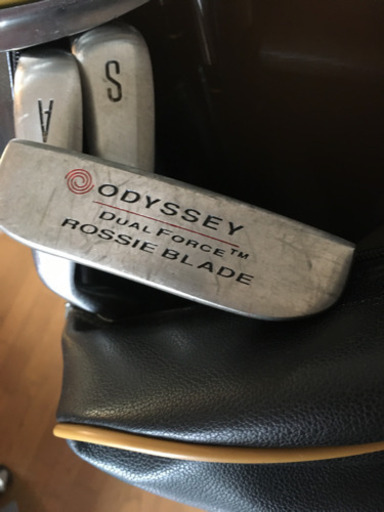 S
A
ODYSSEY
DUAL FORCE™
ROSSIE BLADE